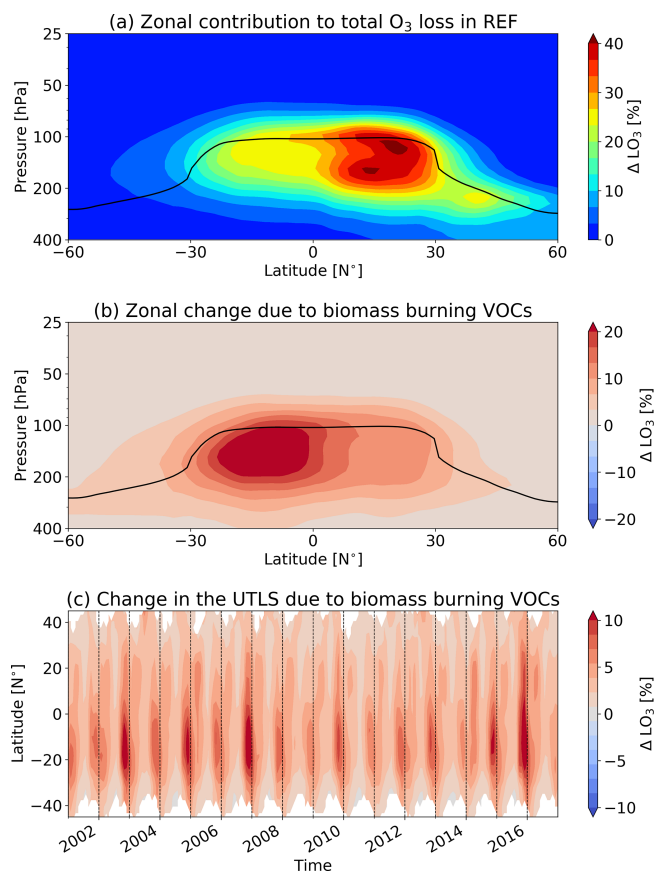 (a) Zonal contribution to total O₃ loss in REF
25
50
100
200
400
Pressure [hPa]
−60 −30 0 30 60
Latitude [N°]
40
30
20
10
0
Δ LO₃ [%]
(b) Zonal change due to biomass burning VOCs
25
50
100
200
400
Pressure [hPa]
−60 −30 0 30 60
Latitude [N°]
20
10
0
−10
−20
Δ LO₃ [%]
(c) Change in the UTLS due to biomass burning VOCs
40
20
0
−20
−40
Latitude [N°]
2002 2004 2006 2008 2010 2012 2014 2016
Time
10
5
0
−5
−10
Δ LO₃ [%]